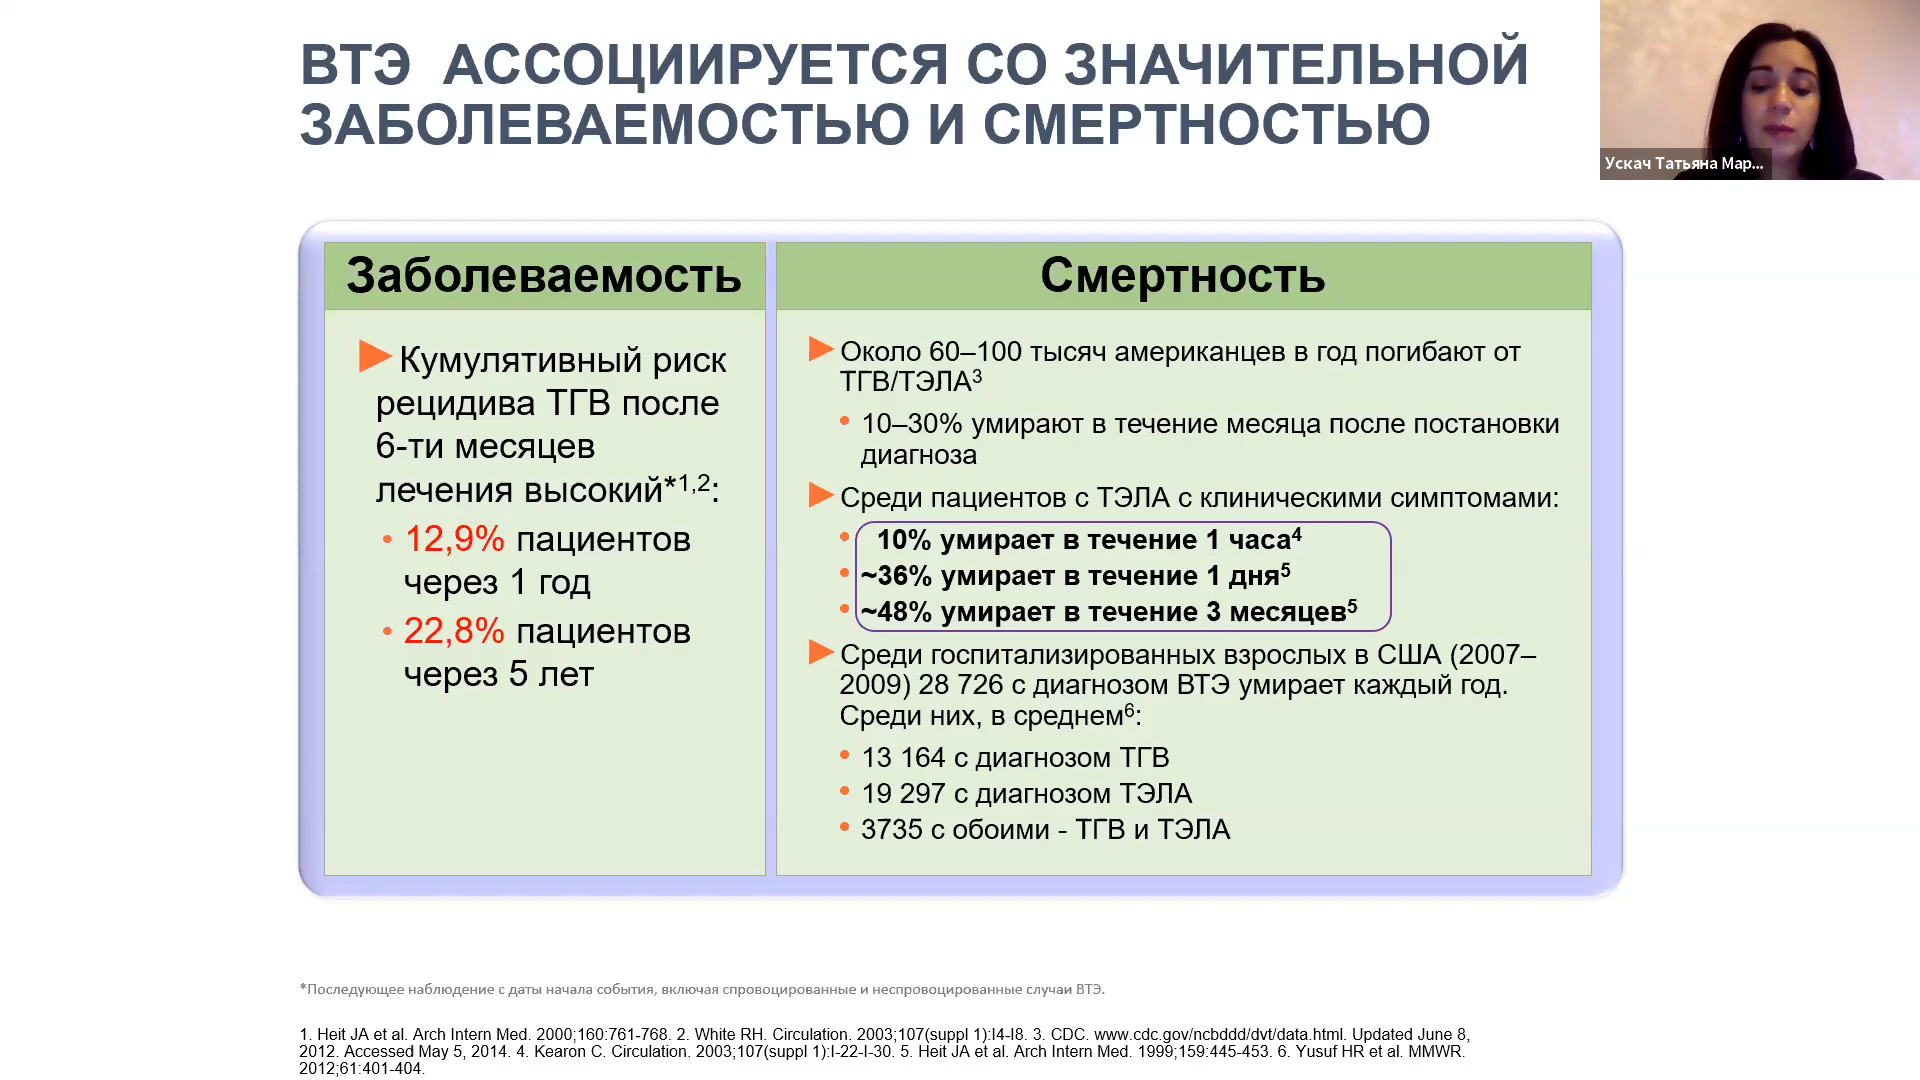 ВТЭ АССОЦИИРУЕТСЯ СО ЗНАЧИТЕЛЬНОЙ
ЗАБОЛЕВАЕМОСТЬЮ И СМЕРТНОСТЬЮ
Ускач Татьяна Мар...
Заболеваемость
Кумулятивный риск
рецидива ТГВ после
6-ти месяцев
лечения высокий*1,2:
• 12,9% пациентов
через 1 год
• 22,8% пациентов
через 5 лет
Смертность
Около 60–100 тысяч американцев в год погибают от
ТГВ/ТЭЛА3
• 10–30% умирают в течение месяца после постановки
диагноза
Среди пациентов с ТЭЛА с клиническими симптомами:
• 10% умирает в течение 1 часа4
• ~36% умирает в течение 1 дня5
• ~48% умирает в течение 3 месяцев5
Среди госпитализированных взрослых в США (2007–
2009) 28 726 с диагнозом ВТЭ умирает каждый год.
Среди них, в среднем6:
• 13 164 с диагнозом ТГВ
• 19 297 с диагнозом ТЭЛА
• 3735 с обоими - ТГВ и ТЭЛА
*Последующее наблюдение с даты начала события, включая спровоцированные и неспровоцированные случаи ВТЭ.
1. Heit JA et al. Arch Intern Med. 2000;160:761-768. 2. White RH. Circulation. 2003;107(suppl 1):I4-I8. 3. CDC. www.cdc.gov/ncbddd/dvt/data.html. Updated June 8,
2012. Accessed May 5, 2014. 4. Kearon C. Circulation. 2003;107(suppl 1):I-22-I-30. 5. Heit JA et al. Arch Intern Med. 1999;159:445-453. 6. Yusuf HR et al. MMWR.
2012;61:401-404.